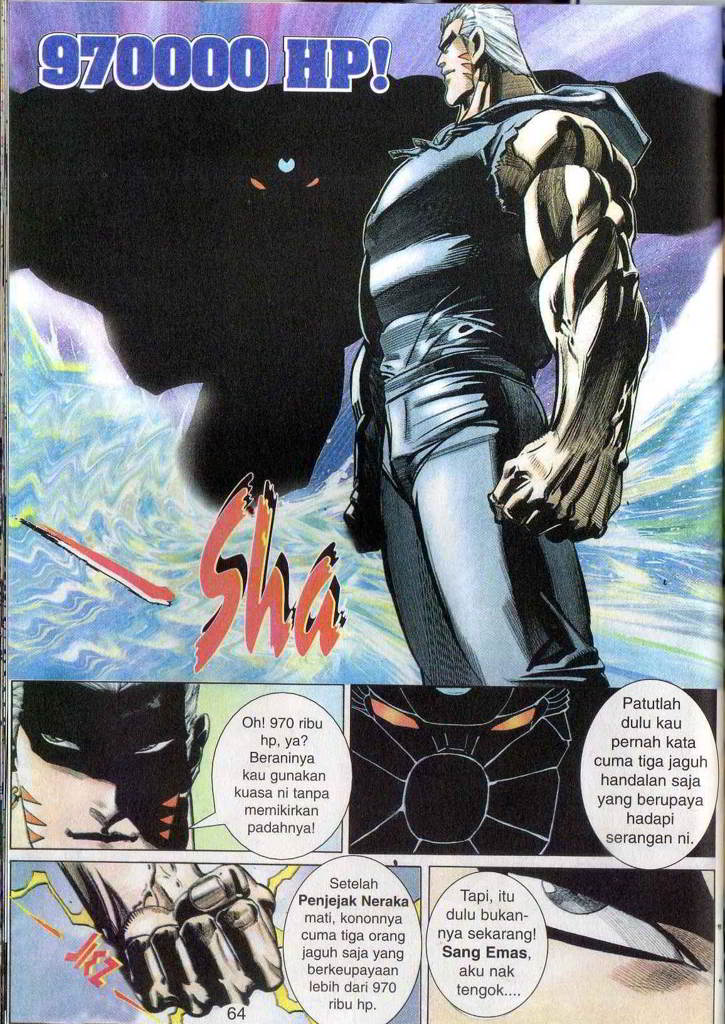 970000 HP!
Sha
Oh! 970 ribu
hp, ya?
Beraninya
kau gunakan
kuasa ni tanpa
memikirkan
padahnya!
Patutlah
dulu kau
pernah kata
cuma tiga jaguh
handalan saja
yang berupaya
hadapi
serangan ni.
JEZ
Setelah
Penjejak Neraka
mati, kononnya
cuma tiga orang
jaguh saja yang
berkeupayaan
lebih dari 970
ribu hp.
Tapi, itu
dulu bukan-
nya sekarang!
Sang Emas,
aku nak
tengok....
64